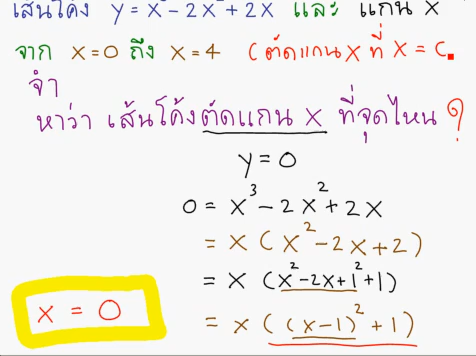 เส้นโค้ง y = x³ - 2x² + 2x และ แกน x
จาก x = 0 ถึง x = 4 (ตัดแกน x ที่ x = 0
จำ
หาว่า เส้นโค้งตัดแกน x ที่จุดไหน ?
y = 0
0 = x³ - 2x² + 2x
= x (x² - 2x + 2)
= x (x² - 2x + 1² + 1)
x = 0
= x ((x - 1)² + 1)